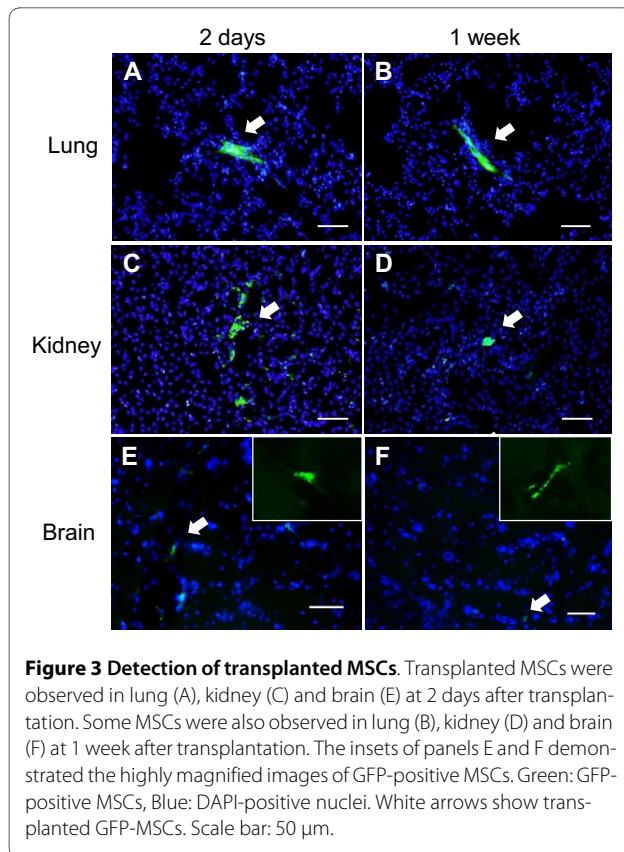 2 days 1 week
A B
Lung
C D
Kidney
E F
Brain
Figure 3 Detection of transplanted MSCs. Transplanted MSCs were
observed in lung (A), kidney (C) and brain (E) at 2 days after transplan-
tation. Some MSCs were also observed in lung (B), kidney (D) and brain
(F) at 1 week after transplantation. The insets of panels E and F demon-
strated the highly magnified images of GFP-positive MSCs. Green: GFP-
positive MSCs, Blue: DAPI-positive nuclei. White arrows show trans-
planted GFP-MSCs. Scale bar: 50 μm.